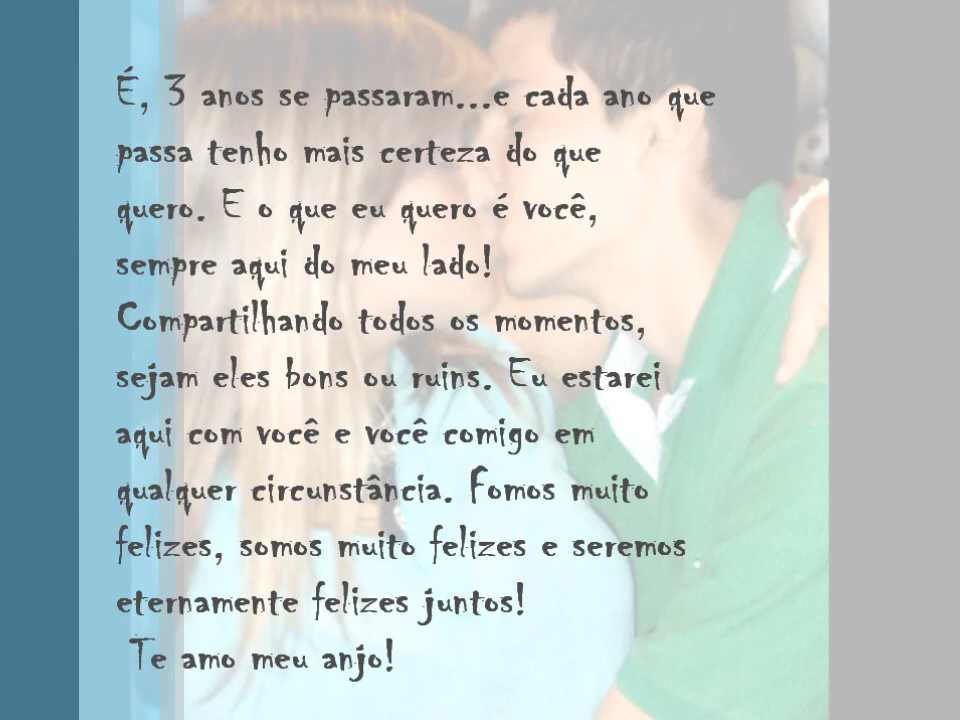 É, 3 anos se passaram...e cada ano que
passa tenho mais certeza do que
quero. E o que eu quero é você,
sempre aqui do meu lado!
Compartilhando todos os momentos,
sejam eles bons ou ruins. Eu estarei
aqui com você e você comigo em
qualquer circunstância. Fomos muito
felizes, somos muito felizes e seremos
eternamente felizes juntos!
Te amo meu anjo!